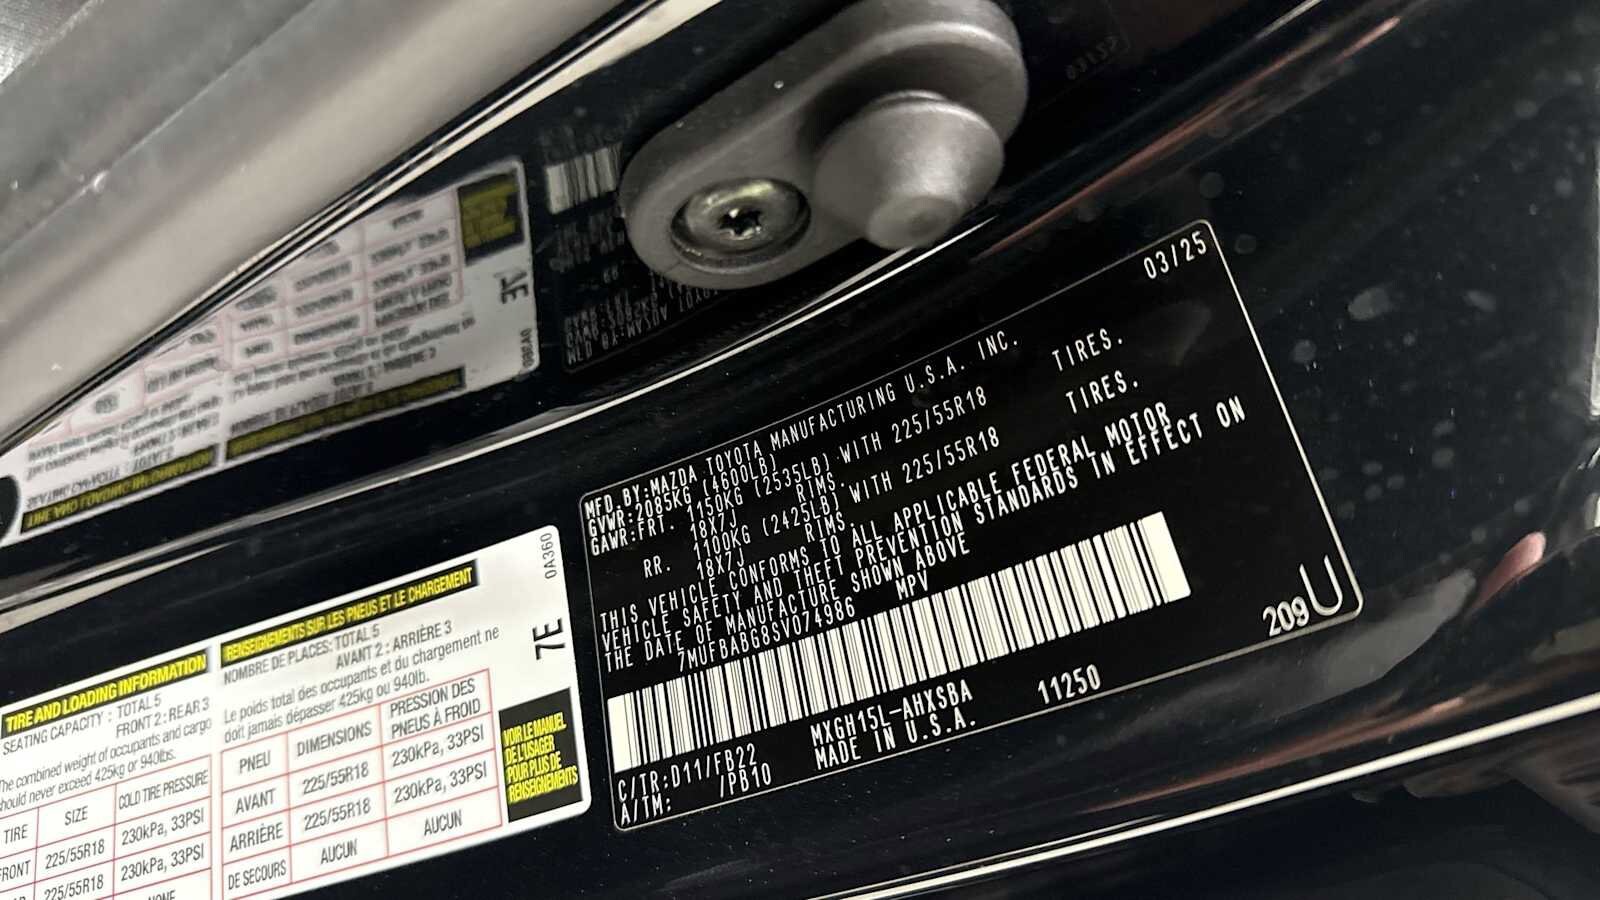 03/25
MFD.BY:MAZDA TOYOTA MANUFACTURING U.S.A. INC.
GVWR:2085KG (4600LB)
GAWR:FRT. 1150KG (2535LB) WITH 225/55R18 TIRES.
18X7J RIMS.
RR. 1100KG (2425LB) WITH 225/55R18 TIRES.
18X7J RIMS.
THIS VEHICLE CONFORMS TO ALL APPLICABLE FEDERAL MOTOR
VEHICLE SAFETY AND THEFT PREVENTION STANDARDS IN EFFECT ON
THE DATE OF MANUFACTURE SHOWN ABOVE
7MUFBABG8SV074986 MPV
C/TR:D11/FB22 MXGH15L-AHXSBA 11250
A/TM: /PB10 MADE IN U.S.A.
209U
TIRE AND LOADING INFORMATION
SEATING CAPACITY : TOTAL 5
FRONT 2 : REAR 3
The combined weight of occupants and cargo
should never exceed 425kg or 940lbs.
TIRE SIZE COLD TIRE PRESSURE
FRONT 225/55R18 230kPa, 33PSI
225/55R18 230kPa, 33PSI
NONE
RENSEIGNEMENTS SUR LES PNEUS ET LE CHARGEMENT
NOMBRE DE PLACES: TOTAL 5
AVANT 2 : ARRIÈRE 3
Le poids total des occupants et du chargement ne
doit jamais dépasser 425kg ou 940lb.
PNEU DIMENSIONS PRESSION DES PNEUS À FROID
AVANT 225/55R18 230kPa, 33PSI
ARRIÈRE 225/55R18 230kPa, 33PSI
DE SECOURS AUCUN AUCUN
0A360
7E
VOIR LE MANUEL
DE L'USAGER
POUR PLUS DE
RENSEIGNEMENTS